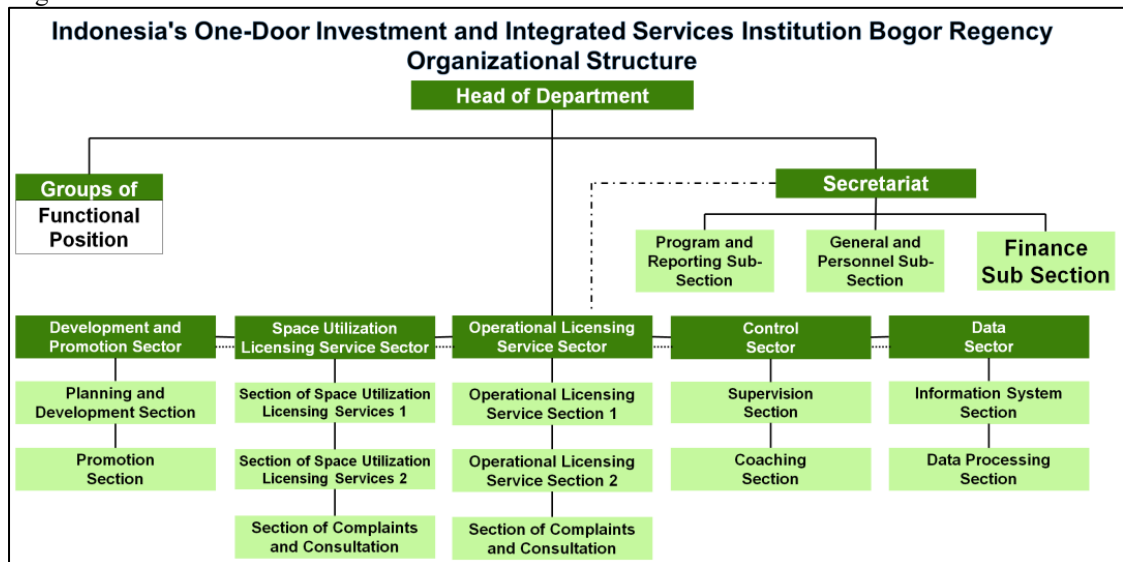 Indonesia's One-Door Investment and Integrated Services Institution Bogor Regency
Organizational Structure
Head of Department
Groups of
Functional
Position
Secretariat
Program and
Reporting Sub-
Section
General and
Personnel Sub-
Section
Finance
Sub Section
Development and
Promotion Sector
Space Utilization
Licensing Service Sector
Operational Licensing
Service Sector
Control
Sector
Data
Sector
Planning and
Development Section
Section of Space Utilization
Licensing Services 1
Operational Licensing
Service Section 1
Supervision
Section
Information System
Section
Promotion
Section
Section of Space Utilization
Licensing Services 2
Operational Licensing
Service Section 2
Coaching
Section
Data Processing
Section
Section of Complaints
and Consultation
Section of Complaints
and Consultation